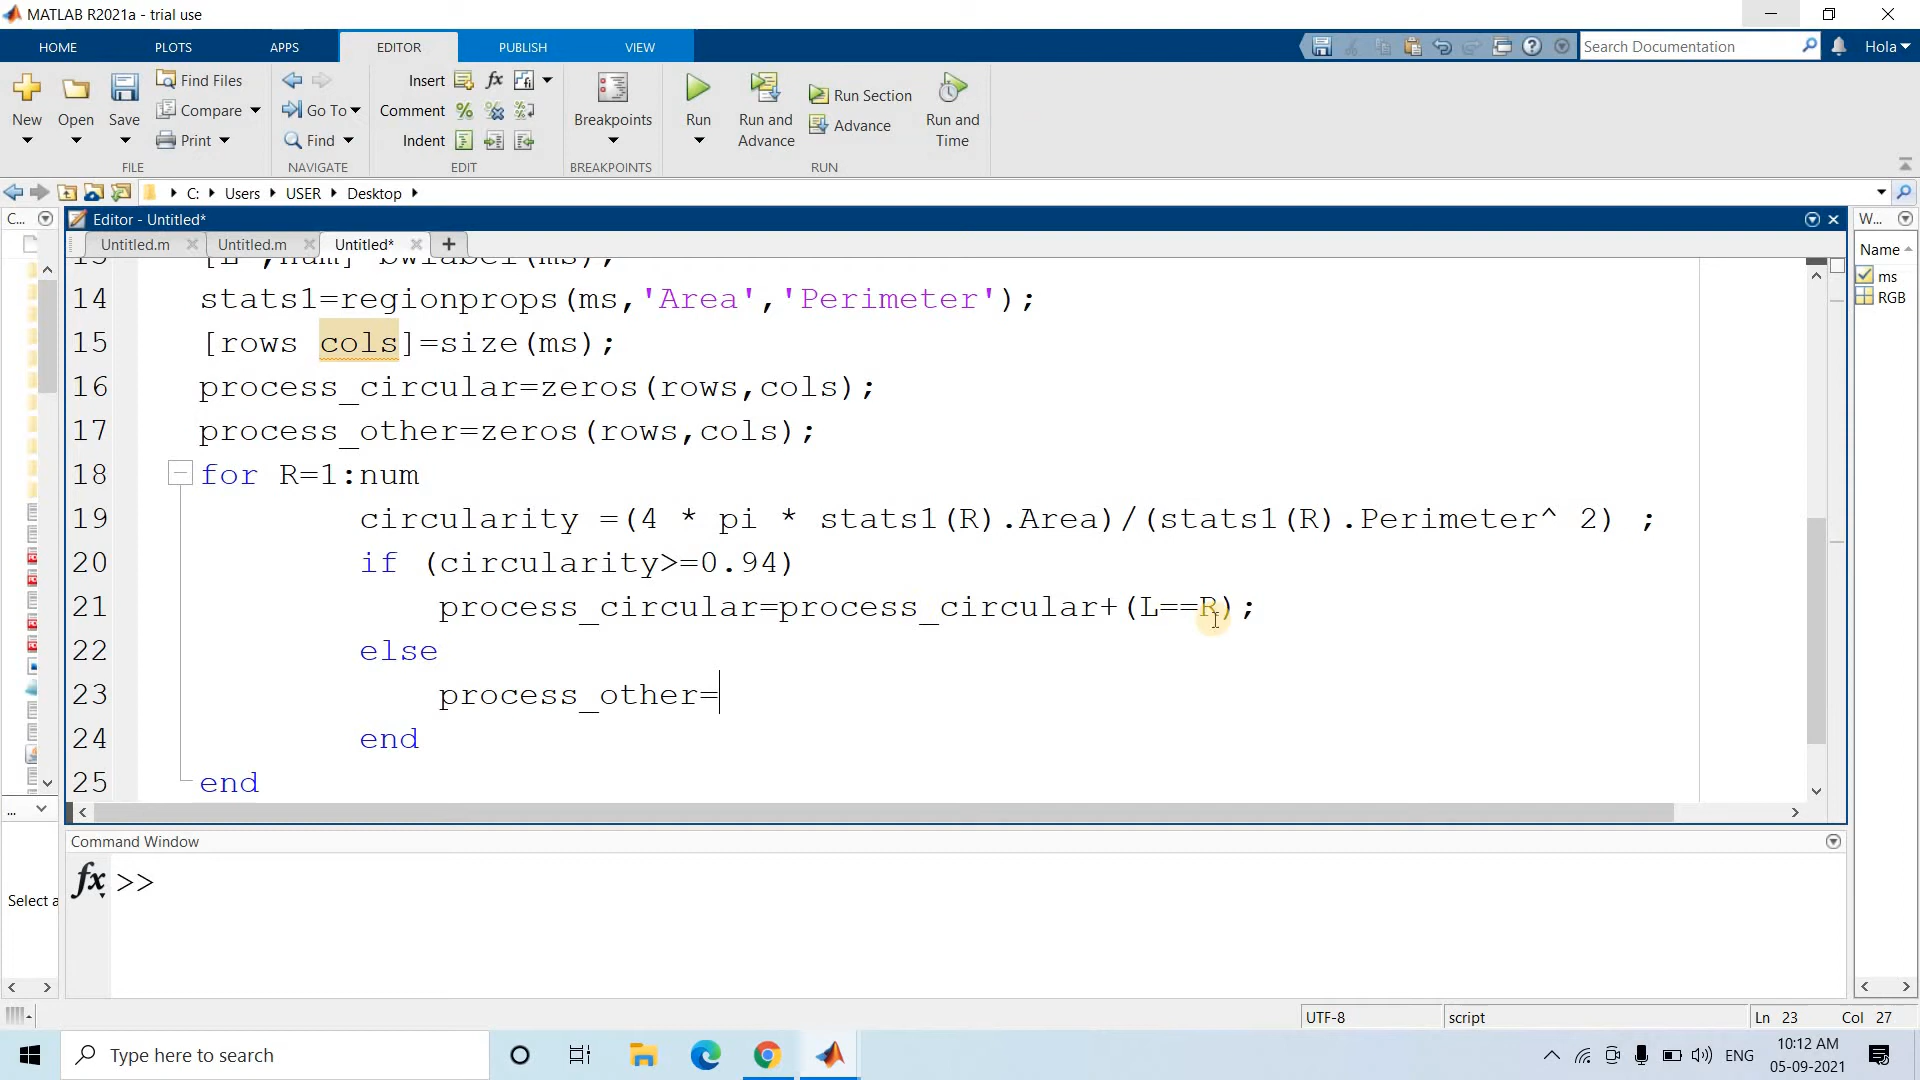 MATLAB R2021a - trial use
HOME PLOTS APPS EDITOR PUBLISH VIEW
Search Documentation
Hola
New
Open
Save
Find Files
Compare
Print
FILE
Go To
Find
NAVIGATE
Insert
fx
Comment
Indent
EDIT
Breakpoints
BREAKPOINTS
Run
Run and Advance
Run Section
Advance
Run and Time
RUN
C: Users USER Desktop
C...
Editor - Untitled*
W...
Untitled.m Untitled.m Untitled*
Name
ms
RGB
14 stats1=regionprops(ms,'Area','Perimeter');
15 [rows cols]=size(ms);
16 process_circular=zeros(rows,cols);
17 process_other=zeros(rows,cols);
18 for R=1:num
19 circularity =(4 * pi * stats1(R).Area)/(stats1(R).Perimeter^ 2) ;
20 if (circularity>=0.94)
21 process_circular=process_circular+(L==R);
22 else
23 process_other=
24 end
25 end
...
Command Window
fx >>
Select a
UTF-8 script Ln 23 Col 27
Type here to search
ENG
10:12 AM
05-09-2021